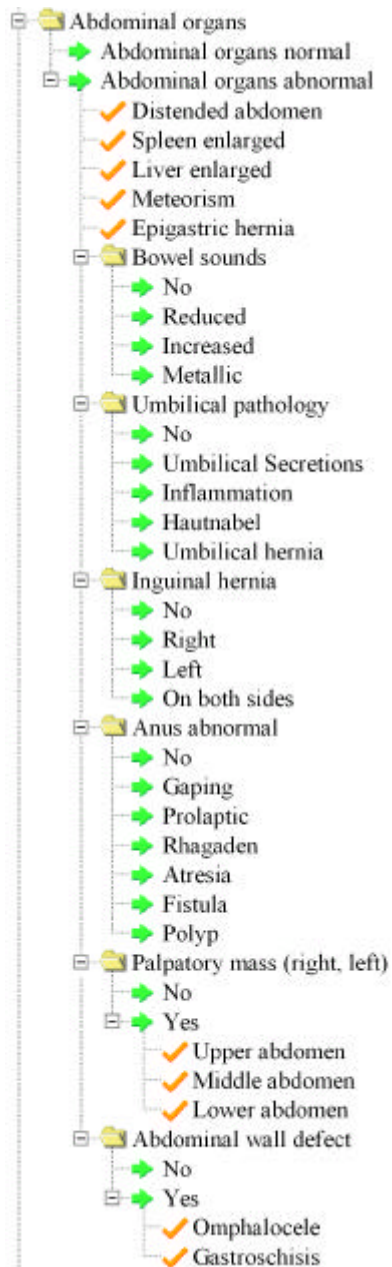 Abdominal organs
Abdominal organs normal
Abdominal organs abnormal
Distended abdomen
Spleen enlarged
Liver enlarged
Meteorism
Epigastric hernia
Bowel sounds
No
Reduced
Increased
Metallic
Umbilical pathology
No
Umbilical Secretions
Inflammation
Hautnabel
Umbilical hernia
Inguinal hernia
No
Right
Left
On both sides
Anus abnormal
No
Gaping
Prolaptic
Rhagaden
Atresia
Fistula
Polyp
Palpatory mass (right, left)
No
Yes
Upper abdomen
Middle abdomen
Lower abdomen
Abdominal wall defect
No
Yes
Omphalocele
Gastroschisis